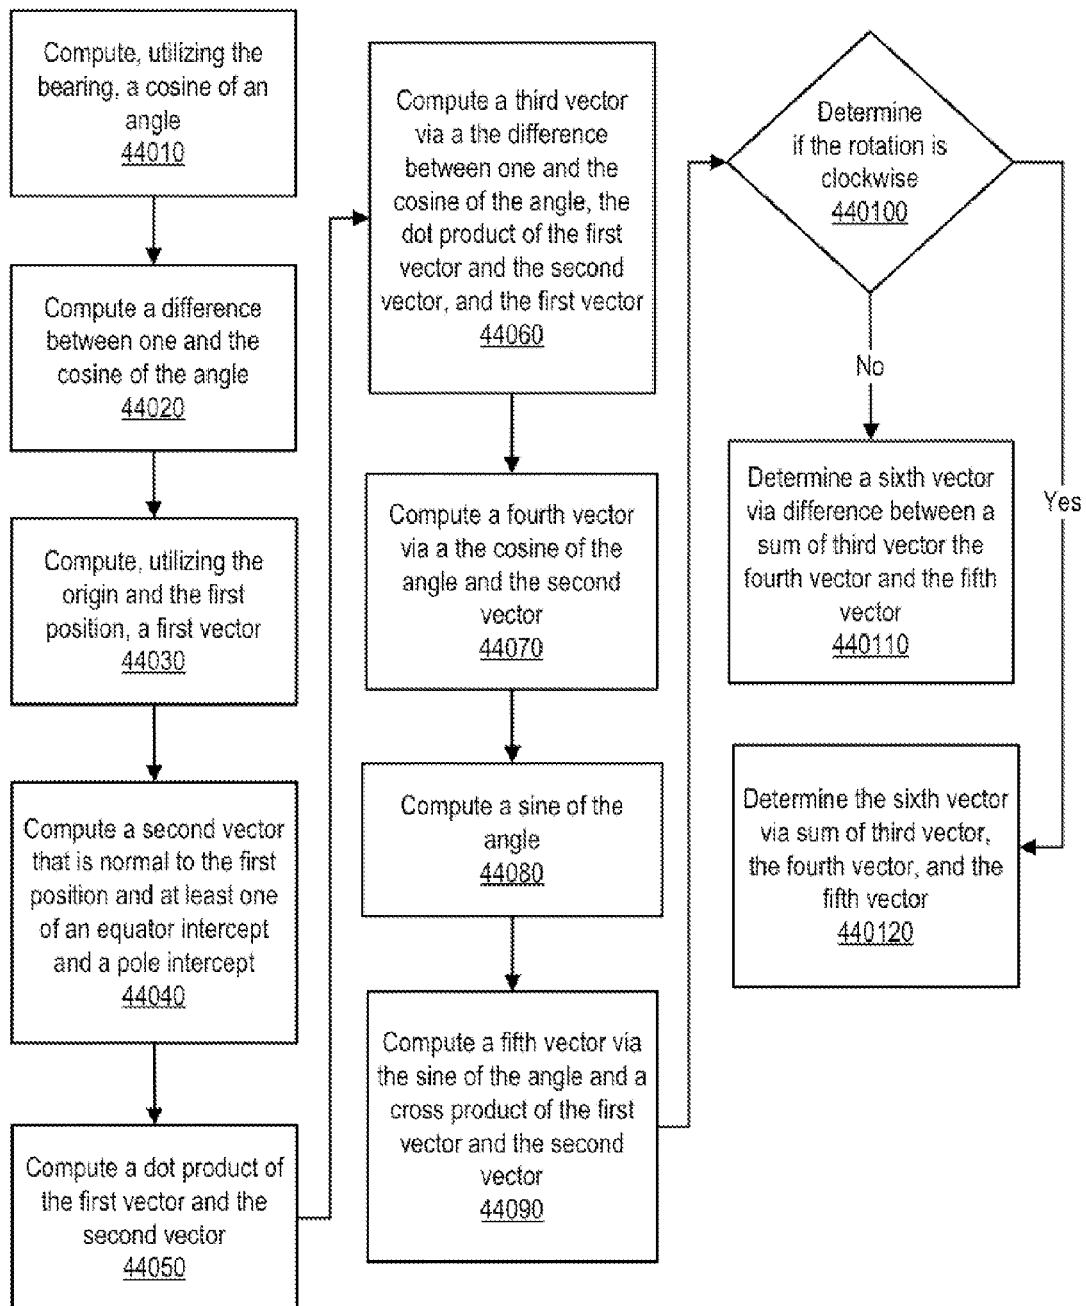 Compute, utilizing the
bearing, a cosine of an
angle
44010
Compute a difference
between one and the
cosine of the angle
44020
Compute, utilizing the
origin and the first
position, a first vector
44030
Compute a second vector
that is normal to the first
position and at least one
of an equator intercept
and a pole intercept
44040
Compute a dot product of
the first vector and the
second vector
44050
Compute a third vector
via a the difference
between one and the
cosine of the angle, the
dot product of the first
vector and the second
vector, and the first vector
44060
Compute a fourth vector
via a the cosine of the
angle and the second
vector
44070
Compute a sine of the
angle
44080
Compute a fifth vector via
the sine of the angle and a
cross product of the first
vector and the second
vector
44090
Determine
if the rotation is
clockwise
440100
No
Yes
Determine a sixth vector
via difference between a
sum of third vector the
fourth vector and the fifth
vector
440110
Determine the sixth vector
via sum of third vector,
the fourth vector, and the
fifth vector
440120